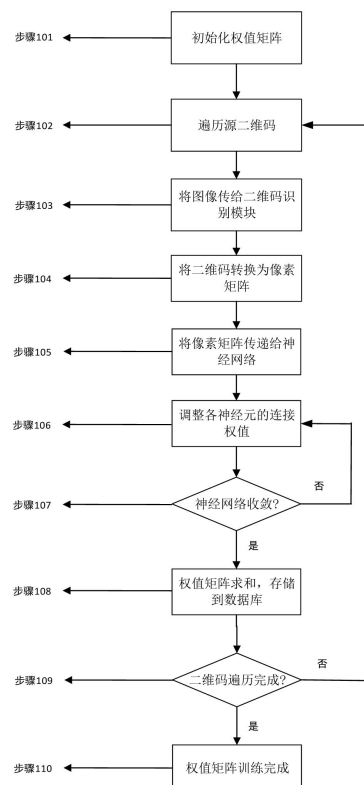 步骤101
初始化权值矩阵
步骤102
遍历源二维码
步骤103
将图像传给二维码识
别模块
步骤104
将二维码转换为像素
矩阵
步骤105
将像素矩阵传递给神
经网络
步骤106
调整各神经元的连接
权值
否
步骤107
神经网络收敛?
是
步骤108
权值矩阵求和，存储
到数据库
否
步骤109
二维码遍历完成?
是
步骤110
权值矩阵训练完成